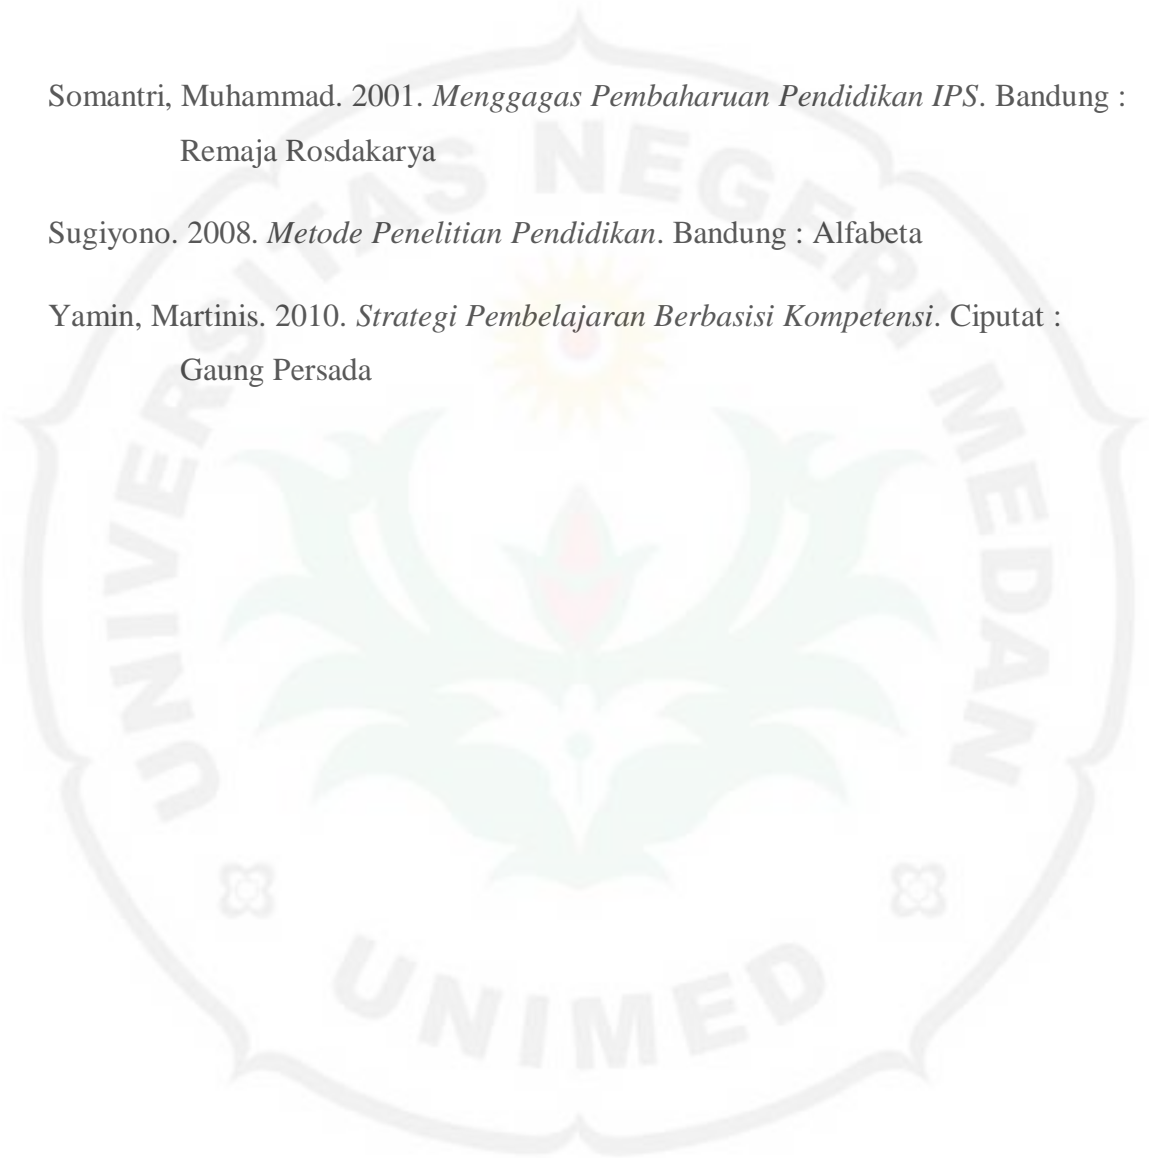 Somantri, Muhammad. 2001. Menggagas Pembaharuan Pendidikan IPS. Bandung :
Remaja Rosdakarya
Sugiyono. 2008. Metode Penelitian Pendidikan. Bandung : Alfabeta
Yamin, Martinis. 2010. Strategi Pembelajaran Berbasisi Kompetensi. Ciputat :
Gaung Persada
UNIVERSITAS NEGERI MEDAN
UNIMED